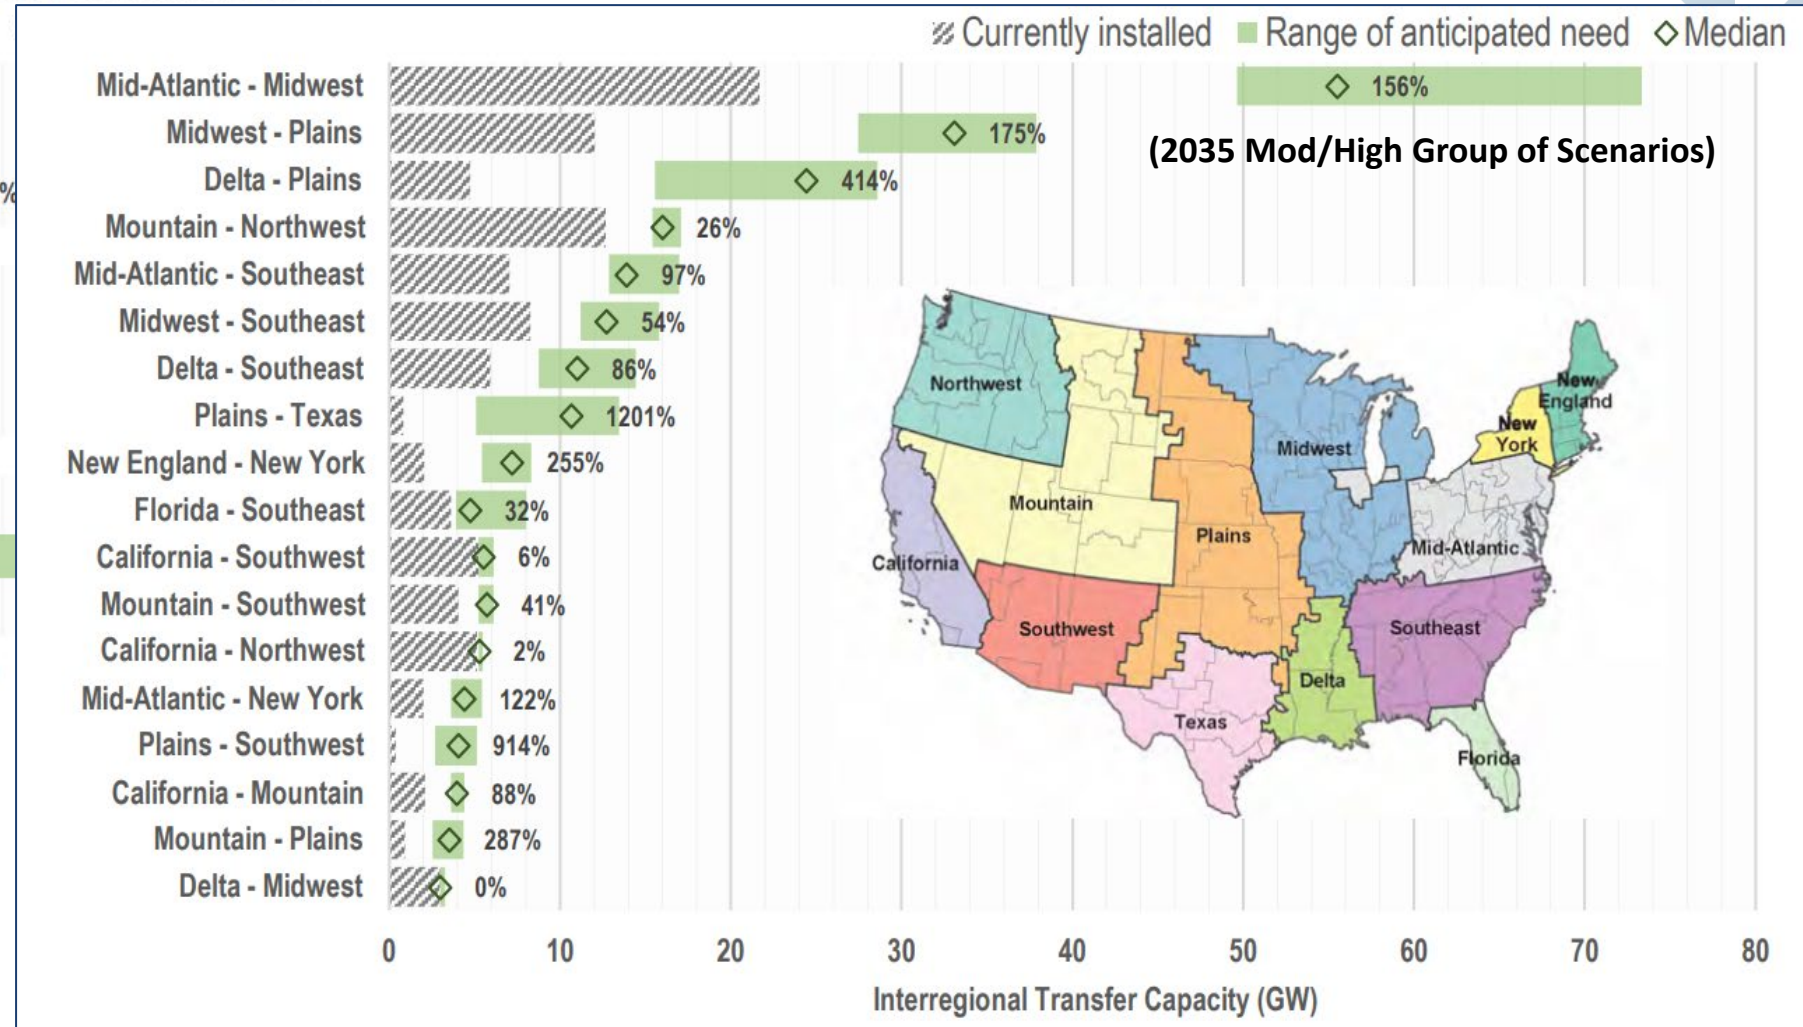 Currently installed Range of anticipated need Median
Mid-Atlantic - Midwest 156%
Midwest - Plains 175%
(2035 Mod/High Group of Scenarios)
Delta - Plains 414%
%
Mountain - Northwest 26%
Mid-Atlantic - Southeast 97%
Midwest - Southeast 54%
Delta - Southeast 86%
Plains - Texas 1201%
New England - New York 255%
Florida - Southeast 32%
California - Southwest 6%
Mountain - Southwest 41%
California - Northwest 2%
Mid-Atlantic - New York 122%
Plains - Southwest 914%
California - Mountain 88%
Mountain - Plains 287%
Delta - Midwest 0%
Northwest
New
England
New
York
Midwest
Mountain
Plains
Mid-Atlantic
California
Southwest
Southeast
Delta
Texas
Florida
0 10 20 30 40 50 60 70 80
Interregional Transfer Capacity (GW)